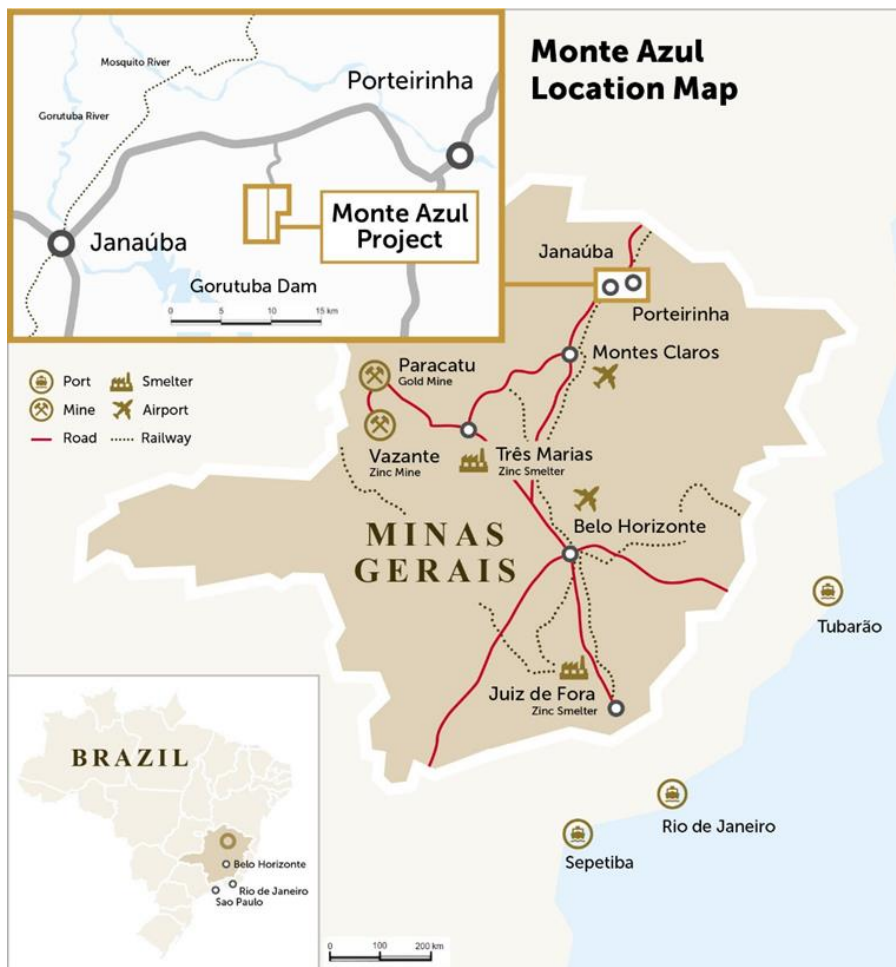 Monte Azul
Location Map
Mosquito River
Porteirinha
Gorutuba River
Janaúba
Monte Azul
Project
Gorutuba Dam
0 5 10 15 km
Janaúba
Porteirinha
Montes Claros
Port
Smelter
Mine
Airport
Road
Railway
Paracatu
Gold Mine
Vazante
Zinc Mine
Três Marias
Zinc Smelter
Belo Horizonte
MINAS
GERAIS
Tubarão
Juiz de Fora
Zinc Smelter
Rio de Janeiro
Sepetiba
BRAZIL
Belo Horizonte
Rio de Janeiro
Sao Paulo
0 100 200 km